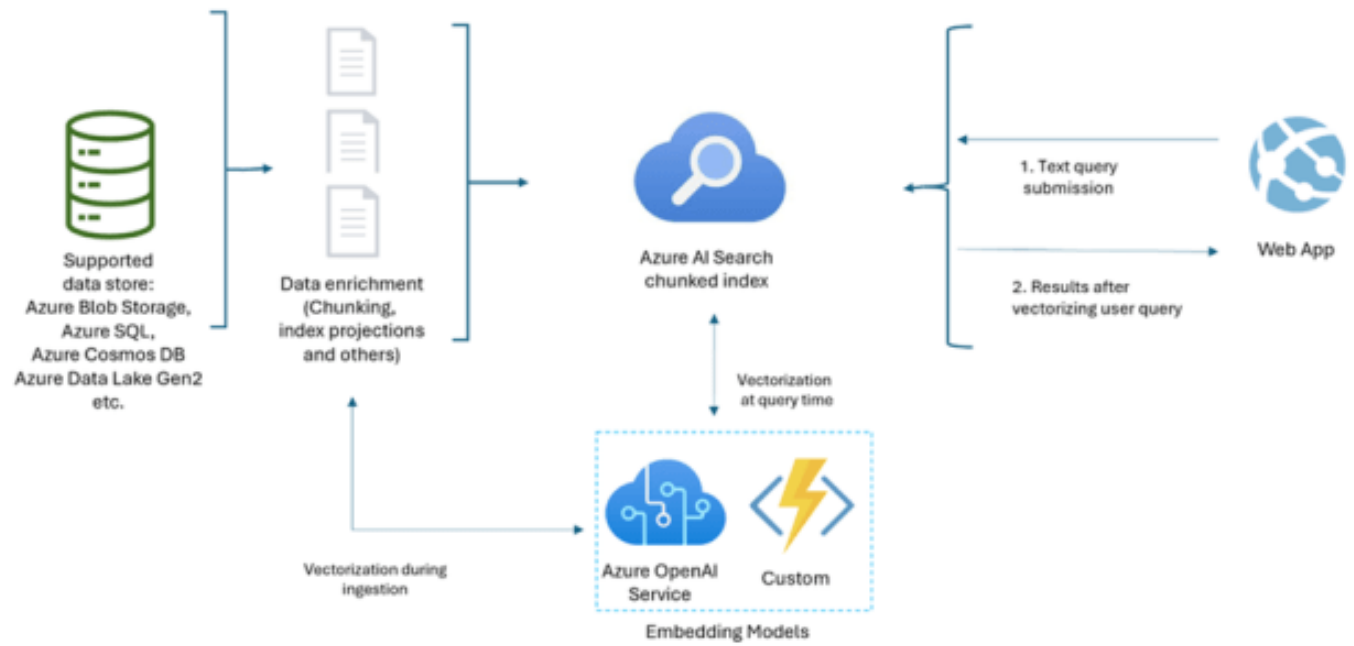 Supported
data store:
Azure Blob Storage,
Azure SQL,
Azure Cosmos DB
Azure Data Lake Gen2
etc.
Data enrichment
(Chunking,
index projections
and others)
Azure AI Search
chunked index
1. Text query
submission
2. Results after
vectorizing user query
Web App
Vectorization
at query time
Vectorization during
ingestion
Azure OpenAI
Service
Custom
Embedding Models